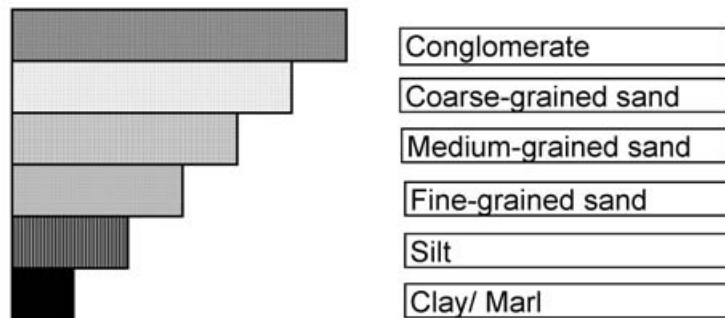 Conglomerate
Coarse-grained sand
Medium-grained sand
Fine-grained sand
Silt
Clay/ Marl